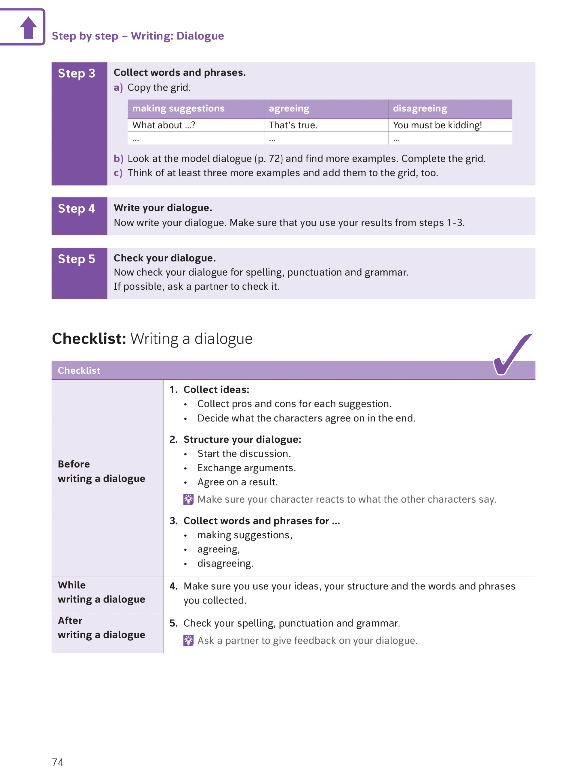 Step by step – Writing: Dialogue
Step 3
Collect words and phrases.
a) Copy the grid.
making suggestions agreeing disagreeing
What about ...? That's true. You must be kidding!
... ... ...
b) Look at the model dialogue (p. 72) and find more examples. Complete the grid.
c) Think of at least three more examples and add them to the grid, too.
Step 4
Write your dialogue.
Now write your dialogue. Make sure that you use your results from steps 1-3.
Step 5
Check your dialogue.
Now check your dialogue for spelling, punctuation and grammar.
If possible, ask a partner to check it.
Checklist: Writing a dialogue
Checklist
Before
writing a dialogue
1. Collect ideas:
• Collect pros and cons for each suggestion.
• Decide what the characters agree on in the end.
2. Structure your dialogue:
• Start the discussion.
• Exchange arguments.
• Agree on a result.
Make sure your character reacts to what the other characters say.
3. Collect words and phrases for ...
• making suggestions,
• agreeing,
• disagreeing.
While
writing a dialogue
4. Make sure you use your ideas, your structure and the words and phrases
you collected.
After
writing a dialogue
5. Check your spelling, punctuation and grammar.
Ask a partner to give feedback on your dialogue.
74